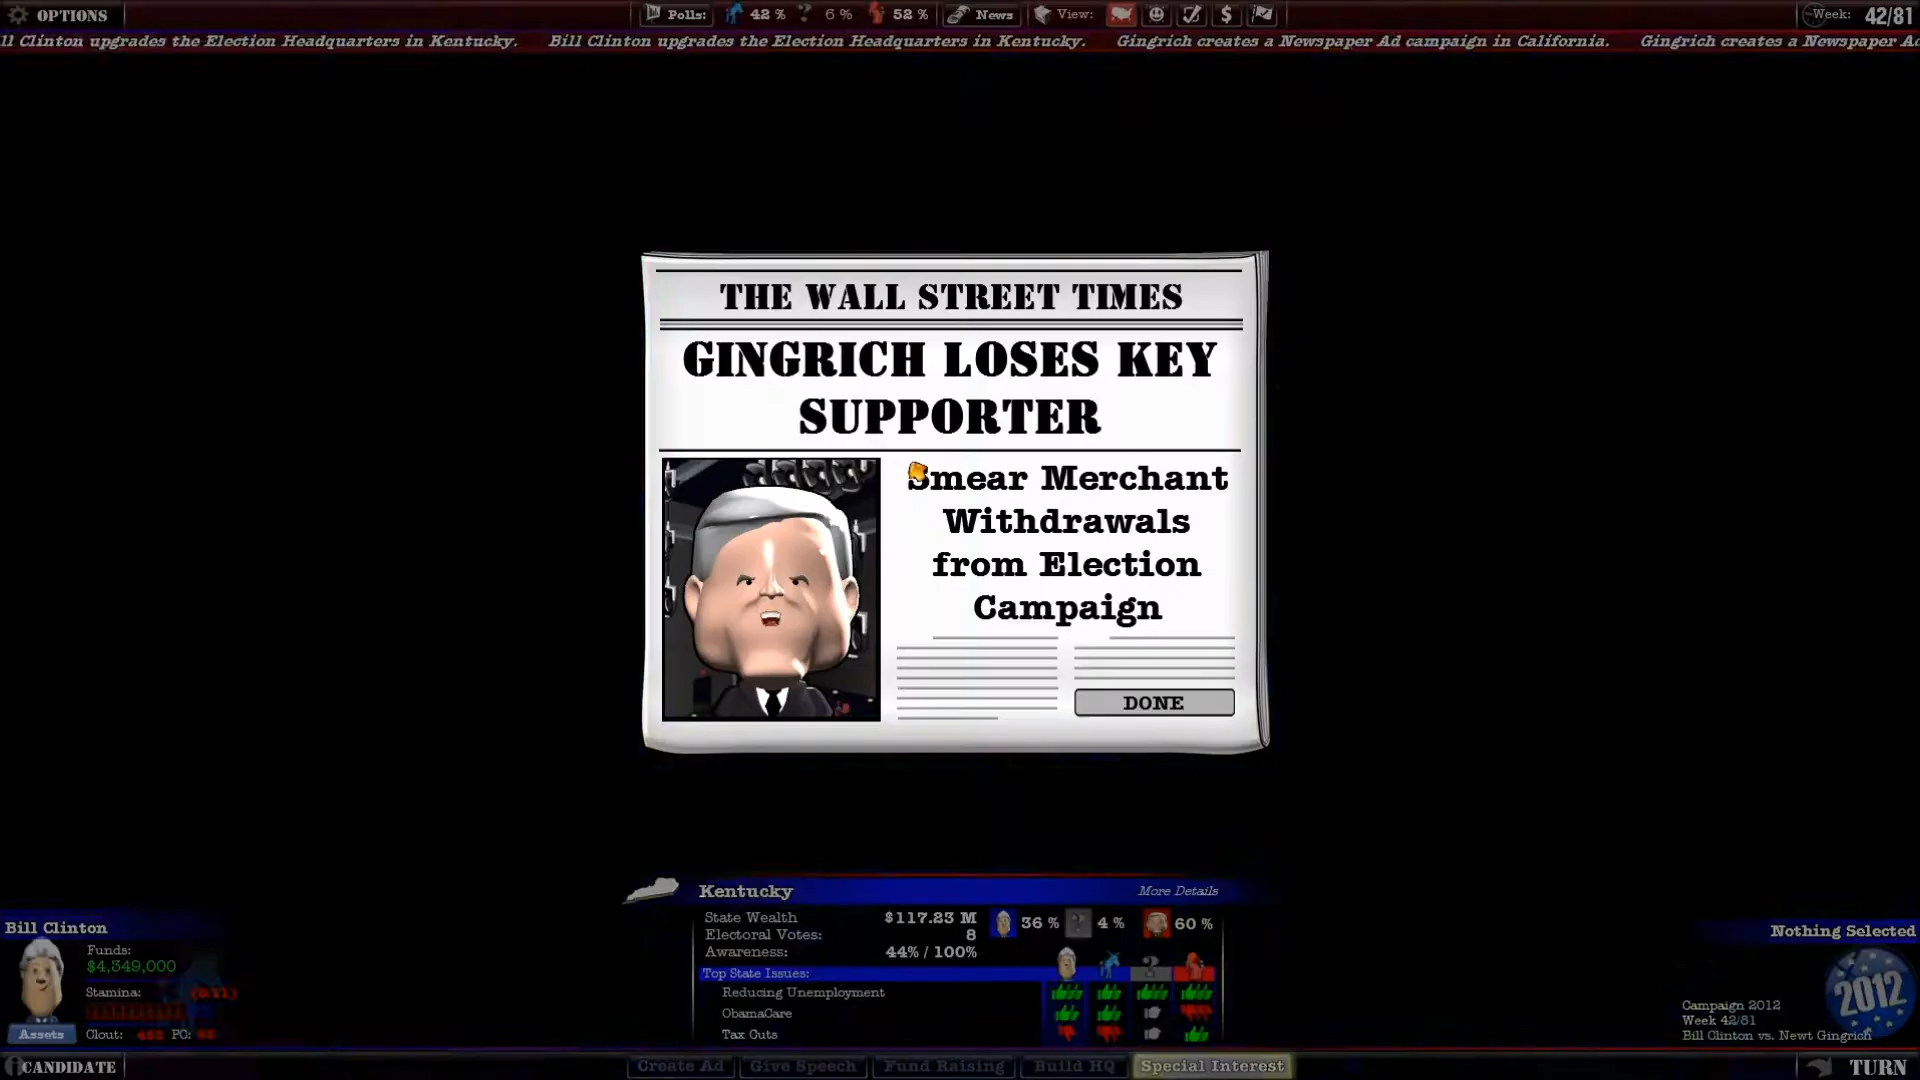 OPTIONS
Polls: 42 % 6 % 52 % News View: $ Week: 42/81
ll Clinton upgrades the Election Headquarters in Kentucky. Bill Clinton upgrades the Election Headquarters in Kentucky. Gingrich creates a Newspaper Ad campaign in California. Gingrich creates a Newspaper Ad
THE WALL STREET TIMES
GINGRICH LOSES KEY
SUPPORTER
Smear Merchant
Withdrawals
from Election
Campaign
DONE
Kentucky More Details
State Wealth $117.23 M 36 % 4 % 60 %
Electoral Votes: 8
Awareness: 44% / 100%
Top State Issues:
Reducing Unemployment
ObamaCare
Tax Cuts
Bill Clinton
Funds:
$4,349,000
Stamina:
Assets Clout: PC:
Nothing Selected
2012
Campaign 2012
Week 42/81
Bill Clinton vs. Newt Gingrich
CANDIDATE Create Ad Give Speech Fund Raising Build HQ Special Interest TURN